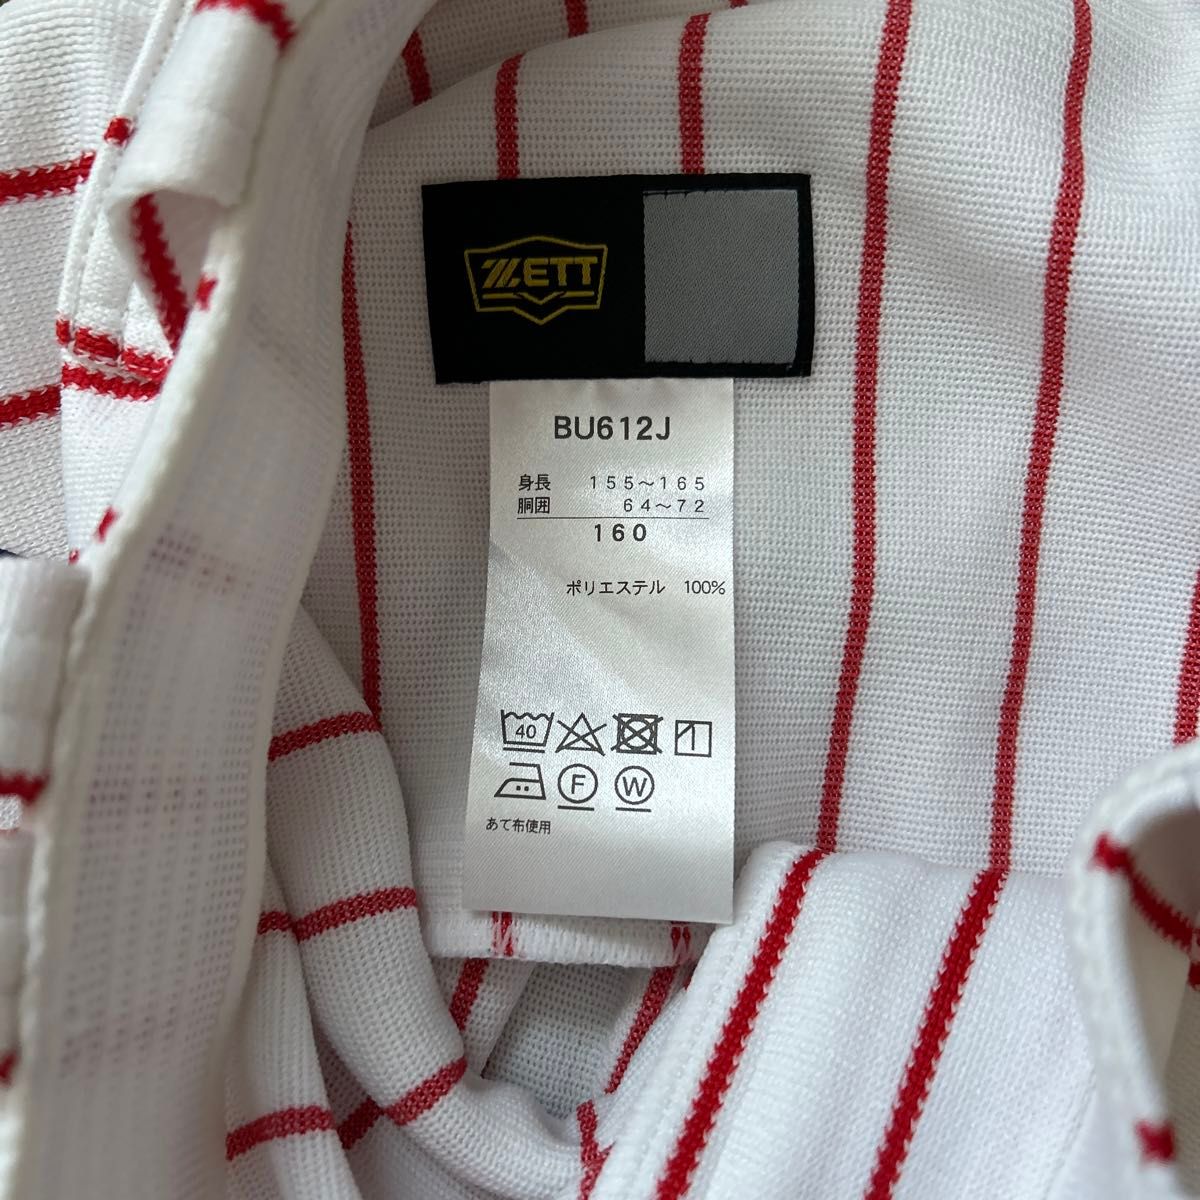 ZETT
BU612J
身長 155～165
胴囲 64～72
160
ポリエステル 100%
40
F W
あて布使用